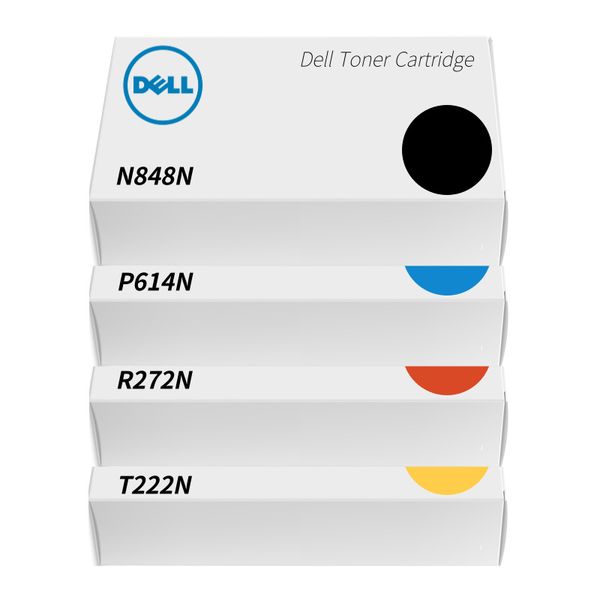 Dell Toner Cartridge
DELL
N848N
P614N
R272N
T222N